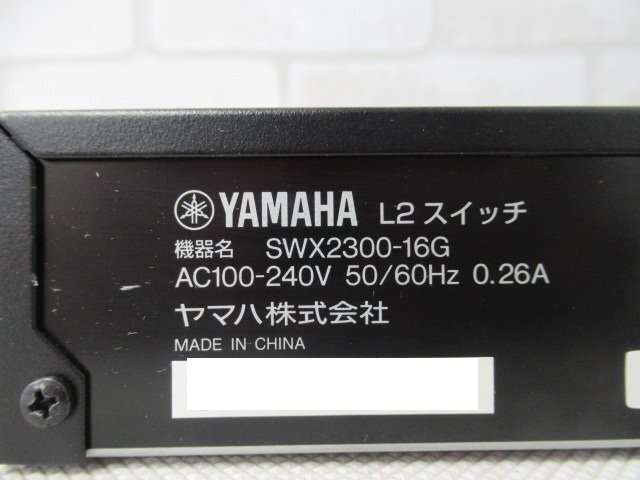 YAMAHA L2スイッチ
機器名 SWX2300-16G
AC100-240V 50/60Hz 0.26A
ヤマハ株式会社
MADE IN CHINA